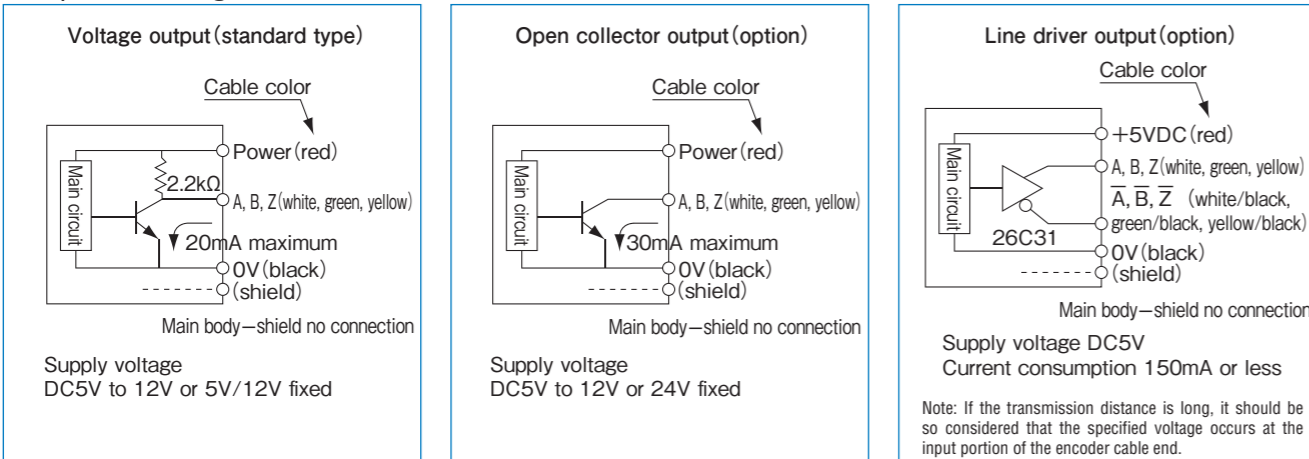 Voltage output(standard type)
Cable color
Main circuit
Power(red)
2.2kΩ
A, B, Z(white, green, yellow)
20mA maximum
0V(black)
(shield)
Main body—shield no connection
Supply voltage
DC5V to 12V or 5V/12V fixed
Open collector output(option)
Cable color
Main circuit
Power(red)
A, B, Z(white, green, yellow)
30mA maximum
0V(black)
(shield)
Main body—shield no connection
Supply voltage
DC5V to 12V or 24V fixed
Line driver output(option)
Cable color
Main circuit
+5VDC(red)
A, B, Z(white, green, yellow)
A̅, B̅, Z̅ (white/black,
green/black, yellow/black)
26C31
0V(black)
(shield)
Main body—shield no connection
Supply voltage DC5V
Current consumption 150mA or less
Note: If the transmission distance is long, it should be
so considered that the specified voltage occurs at the
input portion of the encoder cable end.